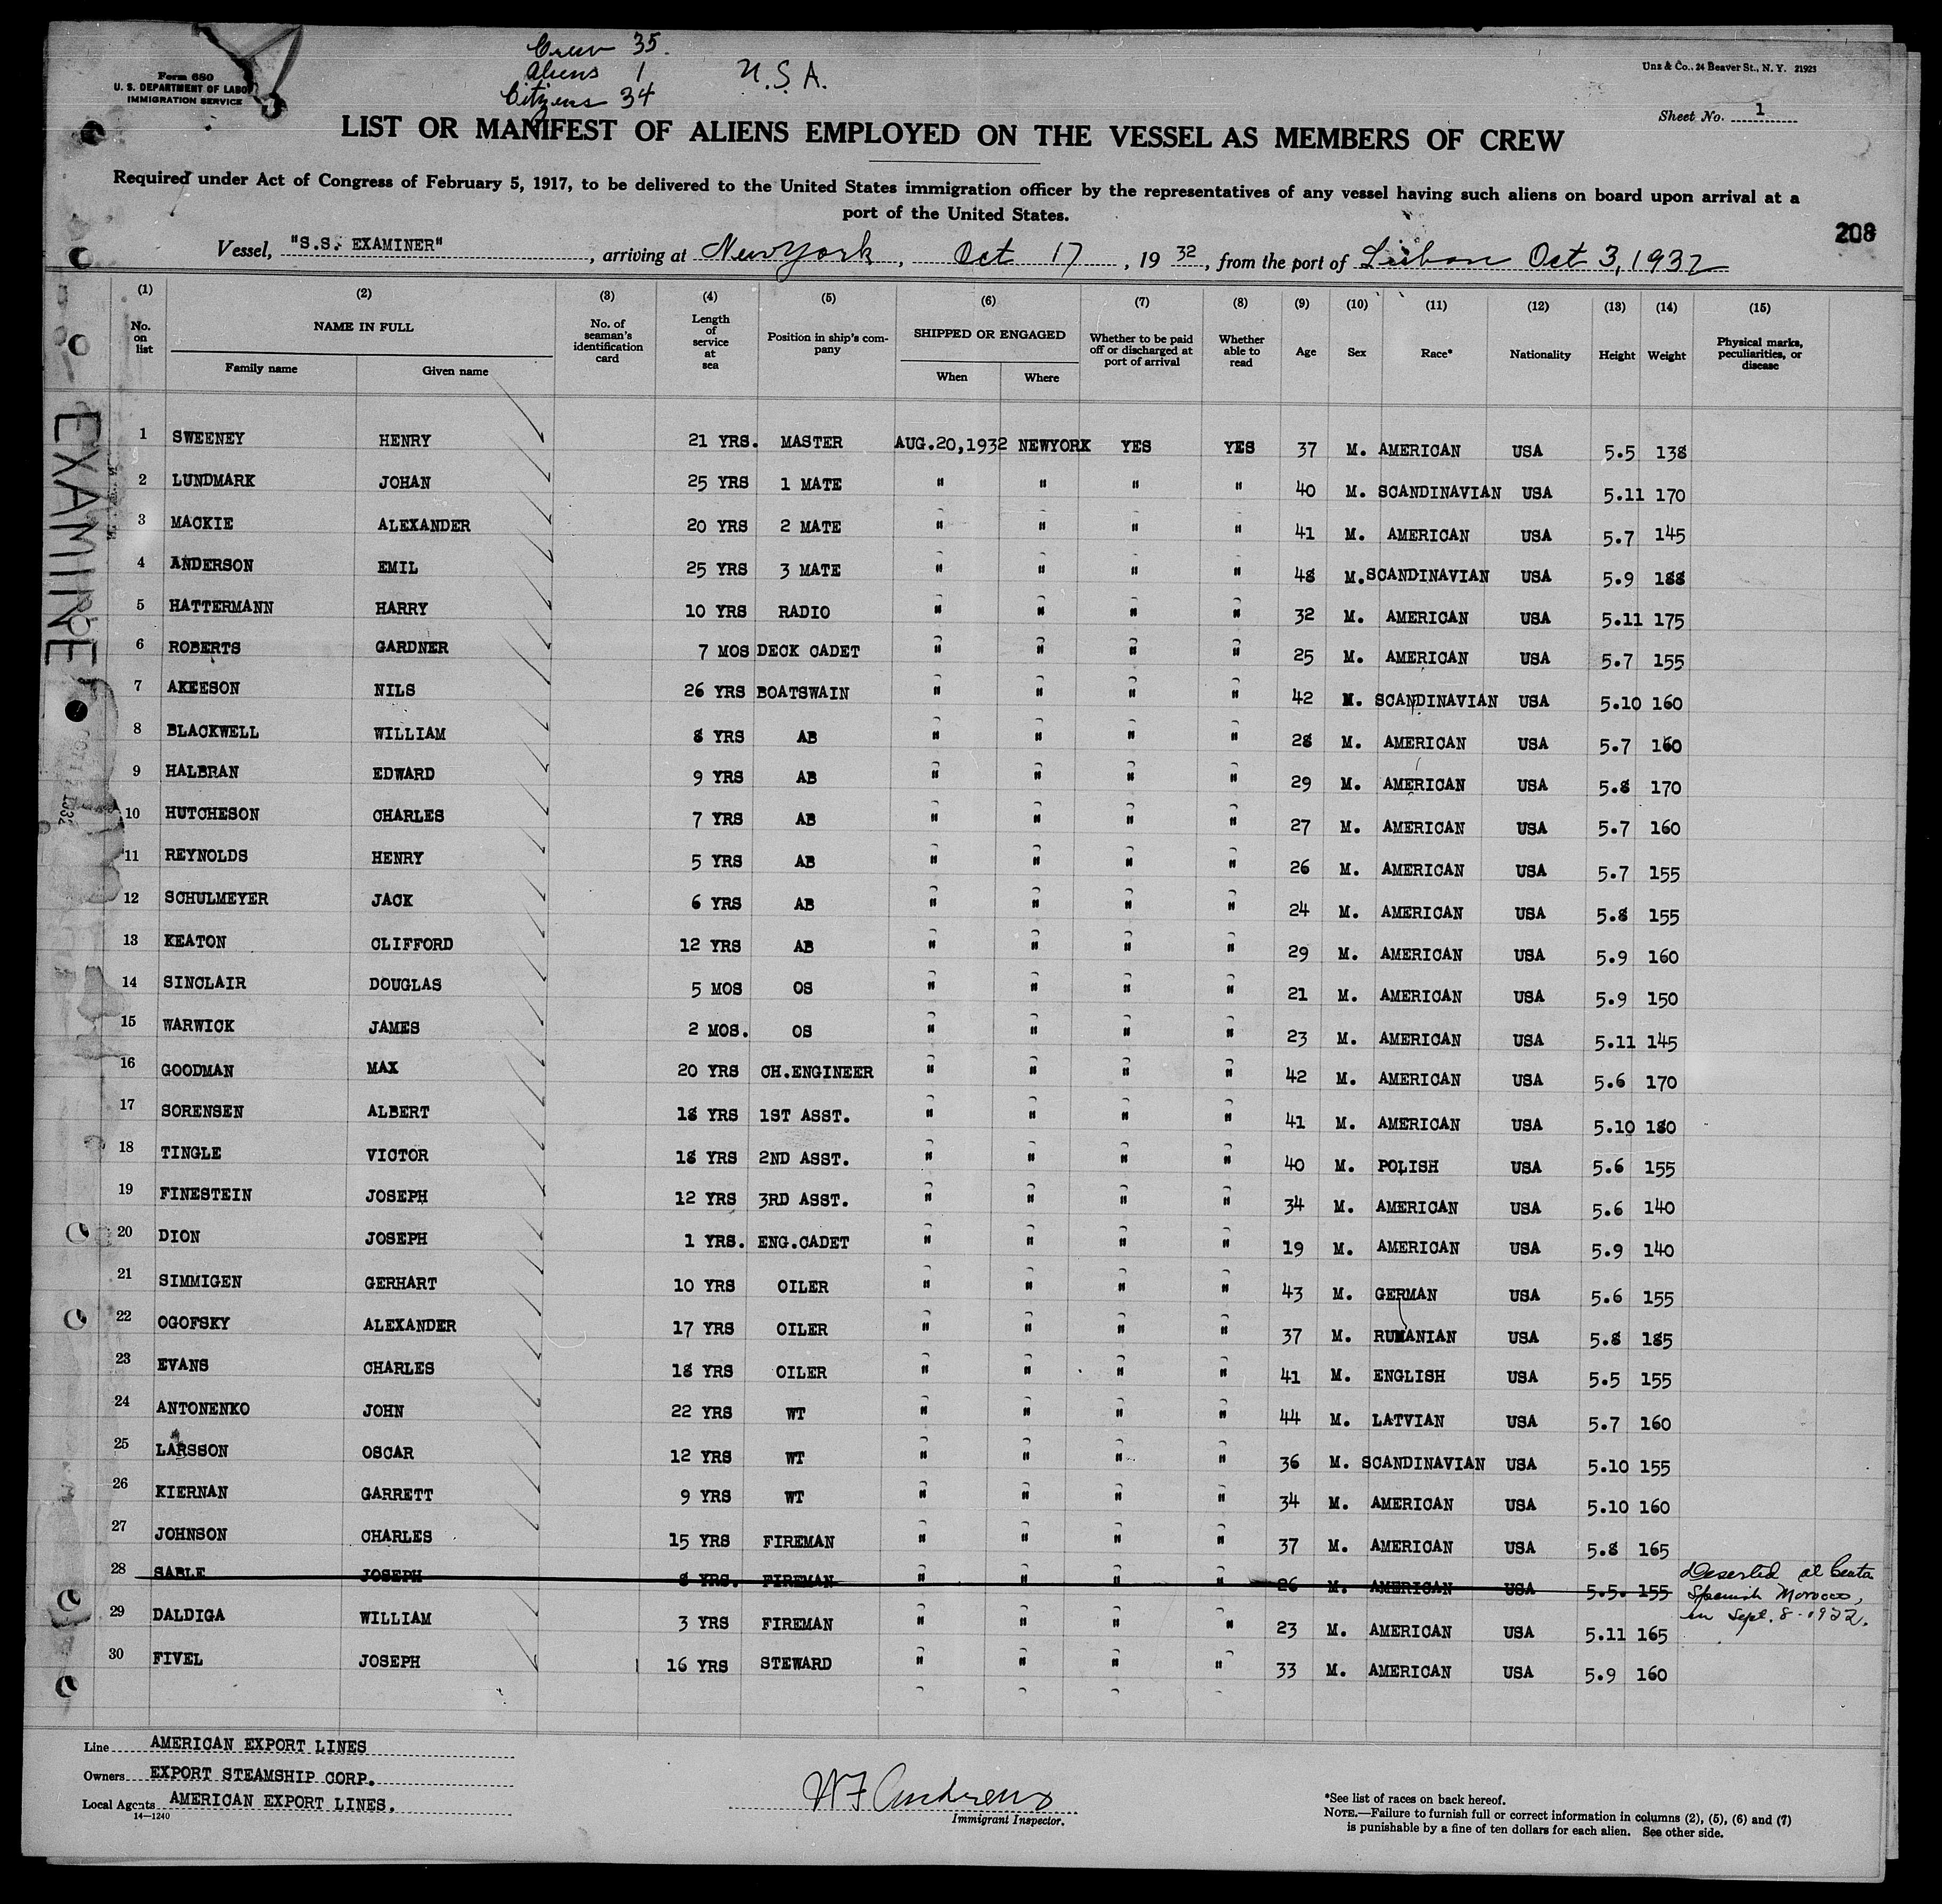 Crew 35.
Aliens 1 U.S.A.
Citizens 34
Form 680
U. S. DEPARTMENT OF LABOR
IMMIGRATION SERVICE
Unz & Co., 24 Beaver St., N. Y. 21923
Sheet No. 1
LIST OR MANIFEST OF ALIENS EMPLOYED ON THE VESSEL AS MEMBERS OF CREW
Required under Act of Congress of February 5, 1917, to be delivered to the United States immigration officer by the representatives of any vessel having such aliens on board upon arrival at a
port of the United States.
208
Vessel, "S.S. EXAMINER", arriving at New York, Oct 17, 1932, from the port of Lisbon Oct 3, 1932
(1) (2) (3) (4) (5) (6) (7) (8) (9) (10) (11) (12) (13) (14) (15)
No. on list NAME IN FULL Family name Given name No. of seaman's identification card Length of service at sea Position in ship's company SHIPPED OR ENGAGED When Where Whether to be paid off or discharged at port of arrival Whether able to read Age Sex Race* Nationality Height Weight Physical marks, peculiarities, or disease
EXAMINER
1 SWEENEY HENRY 21 YRS. MASTER AUG.20,1932 NEWYORK YES YES 37 M. AMERICAN USA 5.5 138
2 LUNDMARK JOHAN 25 YRS 1 MATE " " " " 40 M. SCANDINAVIAN USA 5.11 170
3 MACKIE ALEXANDER 20 YRS 2 MATE " " " " 41 M. AMERICAN USA 5.7 145
4 ANDERSON EMIL 25 YRS 3 MATE " " " " 48 M. SCANDINAVIAN USA 5.9 188
5 HATTERMANN HARRY 10 YRS RADIO " " " " 32 M. AMERICAN USA 5.11 175
6 ROBERTS GARDNER 7 MOS DECK CADET " " " " 25 M. AMERICAN USA 5.7 155
7 AKEESON NILS 26 YRS BOATSWAIN " " " " 42 M. SCANDINAVIAN USA 5.10 160
8 BLACKWELL WILLIAM 8 YRS AB " " " " 28 M. AMERICAN USA 5.7 160
9 HALBRAN EDWARD 9 YRS AB " " " " 29 M. AMERICAN USA 5.8 170
10 HUTCHESON CHARLES 7 YRS AB " " " " 27 M. AMERICAN USA 5.7 160
11 REYNOLDS HENRY 5 YRS AB " " " " 26 M. AMERICAN USA 5.7 155
12 SCHULMEYER JACK 6 YRS AB " " " " 24 M. AMERICAN USA 5.8 155
13 KEATON CLIFFORD 12 YRS AB " " " " 29 M. AMERICAN USA 5.9 160
14 SINCLAIR DOUGLAS 5 MOS OS " " " " 21 M. AMERICAN USA 5.9 150
15 WARWICK JAMES 2 MOS. OS " " " " 23 M. AMERICAN USA 5.11 145
16 GOODMAN MAX 20 YRS CH.ENGINEER " " " " 42 M. AMERICAN USA 5.6 170
17 SORENSEN ALBERT 18 YRS 1ST ASST. " " " " 41 M. AMERICAN USA 5.10 180
18 TINGLE VICTOR 18 YRS 2ND ASST. " " " " 40 M. POLISH USA 5.6 155
19 FINESTEIN JOSEPH 12 YRS 3RD ASST. " " " " 34 M. AMERICAN USA 5.6 140
20 DION JOSEPH 1 YRS. ENG.CADET " " " " 19 M. AMERICAN USA 5.9 140
21 SIMMIGEN GERHART 10 YRS OILER " " " " 43 M. GERMAN USA 5.6 155
22 OGOFSKY ALEXANDER 17 YRS OILER " " " " 37 M. RUMANIAN USA 5.8 185
23 EVANS CHARLES 18 YRS OILER " " " " 41 M. ENGLISH USA 5.5 155
24 ANTONENKO JOHN 22 YRS WT " " " " 44 M. LATVIAN USA 5.7 160
25 LARSSON OSCAR 12 YRS WT " " " " 36 M. SCANDINAVIAN USA 5.10 155
26 KIERNAN GARRETT 9 YRS WT " " " " 34 M. AMERICAN USA 5.10 160
27 JOHNSON CHARLES 15 YRS FIREMAN " " " " 37 M. AMERICAN USA 5.8 165
28 SABLE JOSEPH 8 YRS. FIREMAN " " " " 26 M. AMERICAN USA 5.5. 155 Deserted at Ceuta
Spanish Morocco,
on Sept. 8-1932.
29 DALDIGA WILLIAM 3 YRS FIREMAN " " " " 23 M. AMERICAN USA 5.11 165
30 FIVEL JOSEPH 16 YRS STEWARD " " " " 33 M. AMERICAN USA 5.9 160
Line AMERICAN EXPORT LINES
Owners EXPORT STEAMSHIP CORP.
Local Agents AMERICAN EXPORT LINES.
14—1240
W F Andrews
Immigrant Inspector.
*See list of races on back hereof.
NOTE.—Failure to furnish full or correct information in columns (2), (5), (6) and (7)
is punishable by a fine of ten dollars for each alien. See other side.